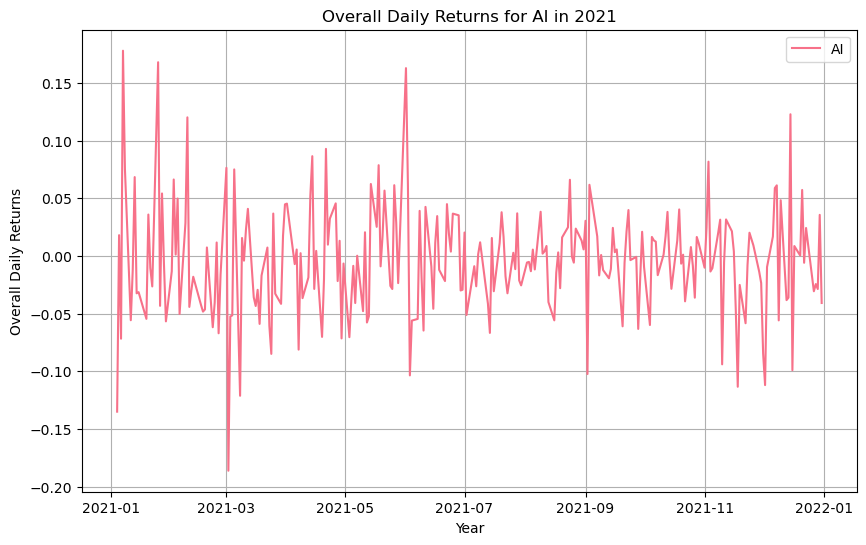 Overall Daily Returns for AI in 2021
AI
0.15
0.10
0.05
0.00
−0.05
−0.10
−0.15
−0.20
Overall Daily Returns
2021-01 2021-03 2021-05 2021-07 2021-09 2021-11 2022-01
Year